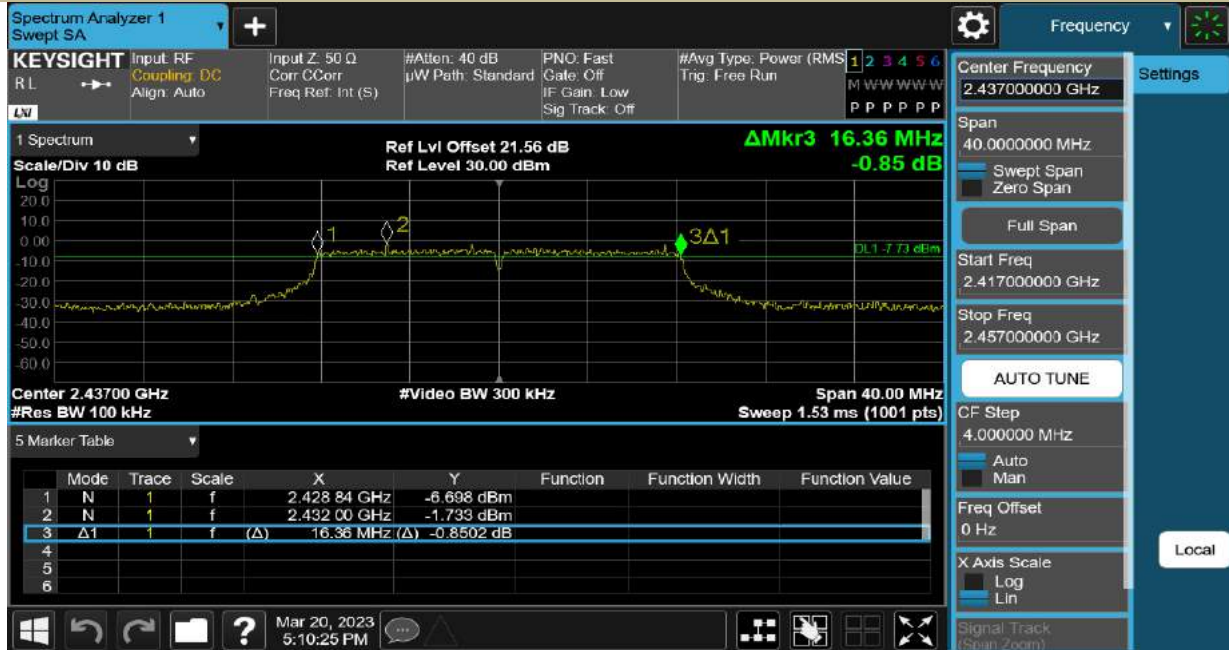 Spectrum Analyzer 1
Swept SA
+
Frequency
KEYSIGHT
RL
LXI
Input: RF
Coupling: DC
Align: Auto
Input Z: 50 Ω
Corr CCorr
Freq Ref: Int (S)
#Atten: 40 dB
µW Path: Standard
PNO: Fast
Gate: Off
IF Gain: Low
Sig Track: Off
#Avg Type: Power (RMS
Trig: Free Run
1 2 3 4 5 6
M W W W W W
P P P P P P
1 Spectrum
Scale/Div 10 dB
Ref Lvl Offset 21.56 dB
Ref Level 30.00 dBm
ΔMkr3 16.36 MHz
-0.85 dB
Log
20.0
10.0
0.00
-10.0
-20.0
-30.0
-40.0
-50.0
-60.0
1
2
3Δ1
DL1 -7.73 dBm
Center 2.43700 GHz
#Video BW 300 kHz
Span 40.00 MHz
#Res BW 100 kHz
Sweep 1.53 ms (1001 pts)
5 Marker Table
Mode Trace Scale X Y Function Function Width Function Value
1 N 1 f 2.428 84 GHz -6.698 dBm
2 N 1 f 2.432 00 GHz -1.733 dBm
3 Δ1 1 f (Δ) 16.36 MHz (Δ) -0.8502 dB
4
5
6
?
Mar 20, 2023
5:10:25 PM
Center Frequency
2.437000000 GHz
Span
40.0000000 MHz
Swept Span
Zero Span
Full Span
Start Freq
2.417000000 GHz
Stop Freq
2.457000000 GHz
AUTO TUNE
CF Step
4.000000 MHz
Auto
Man
Freq Offset
0 Hz
X Axis Scale
Log
Lin
Signal Track
(Span Zoom)
Settings
Local